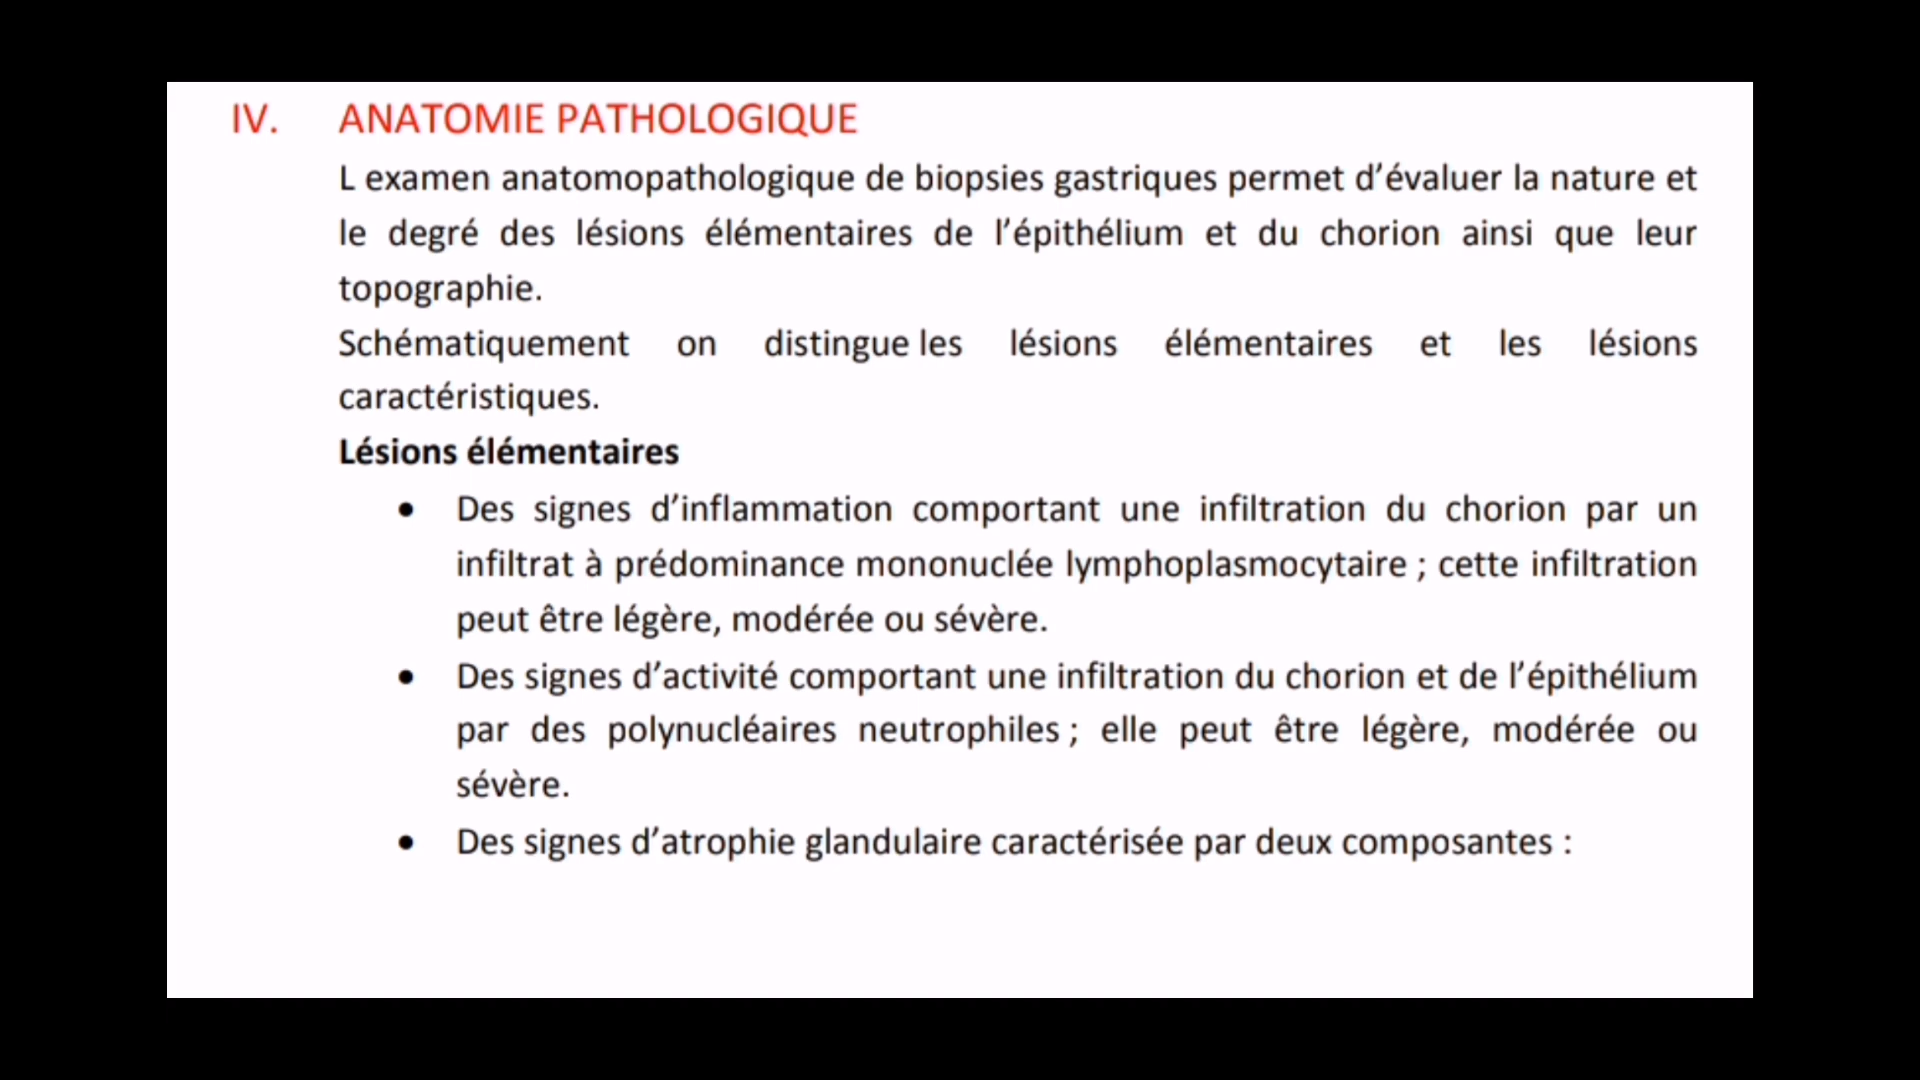 IV. ANATOMIE PATHOLOGIQUE
L examen anatomopathologique de biopsies gastriques permet d’évaluer la nature et
le degré des lésions élémentaires de l’épithélium et du chorion ainsi que leur
topographie.
Schématiquement on distingue les lésions élémentaires et les lésions
caractéristiques.
Lésions élémentaires
• Des signes d’inflammation comportant une infiltration du chorion par un
infiltrat à prédominance mononuclée lymphoplasmocytaire ; cette infiltration
peut être légère, modérée ou sévère.
• Des signes d’activité comportant une infiltration du chorion et de l’épithélium
par des polynucléaires neutrophiles ; elle peut être légère, modérée ou
sévère.
• Des signes d’atrophie glandulaire caractérisée par deux composantes :